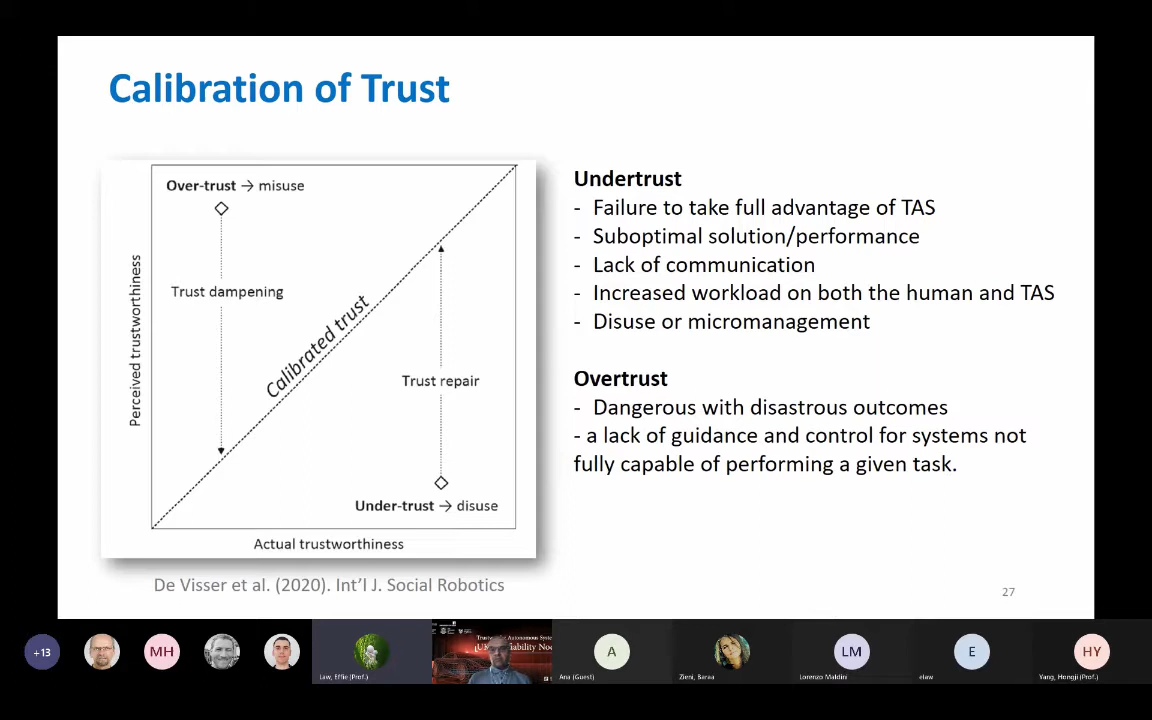 Calibration of Trust
Over-trust → misuse
Trust dampening
Calibrated trust
Trust repair
Under-trust → disuse
Perceived trustworthiness
Actual trustworthiness
De Visser et al. (2020). Int'l J. Social Robotics
Undertrust
- Failure to take full advantage of TAS
- Suboptimal solution/performance
- Lack of communication
- Increased workload on both the human and TAS
- Disuse or micromanagement
Overtrust
- Dangerous with disastrous outcomes
- a lack of guidance and control for systems not
fully capable of performing a given task.
27
+13
MH
Law, Effie (Prof.)
A
Ana (Guest)
Zieni, Baraa
LM
Lorenzo Maldini
E
elaw
HY
Yang, Hongji (Prof.)